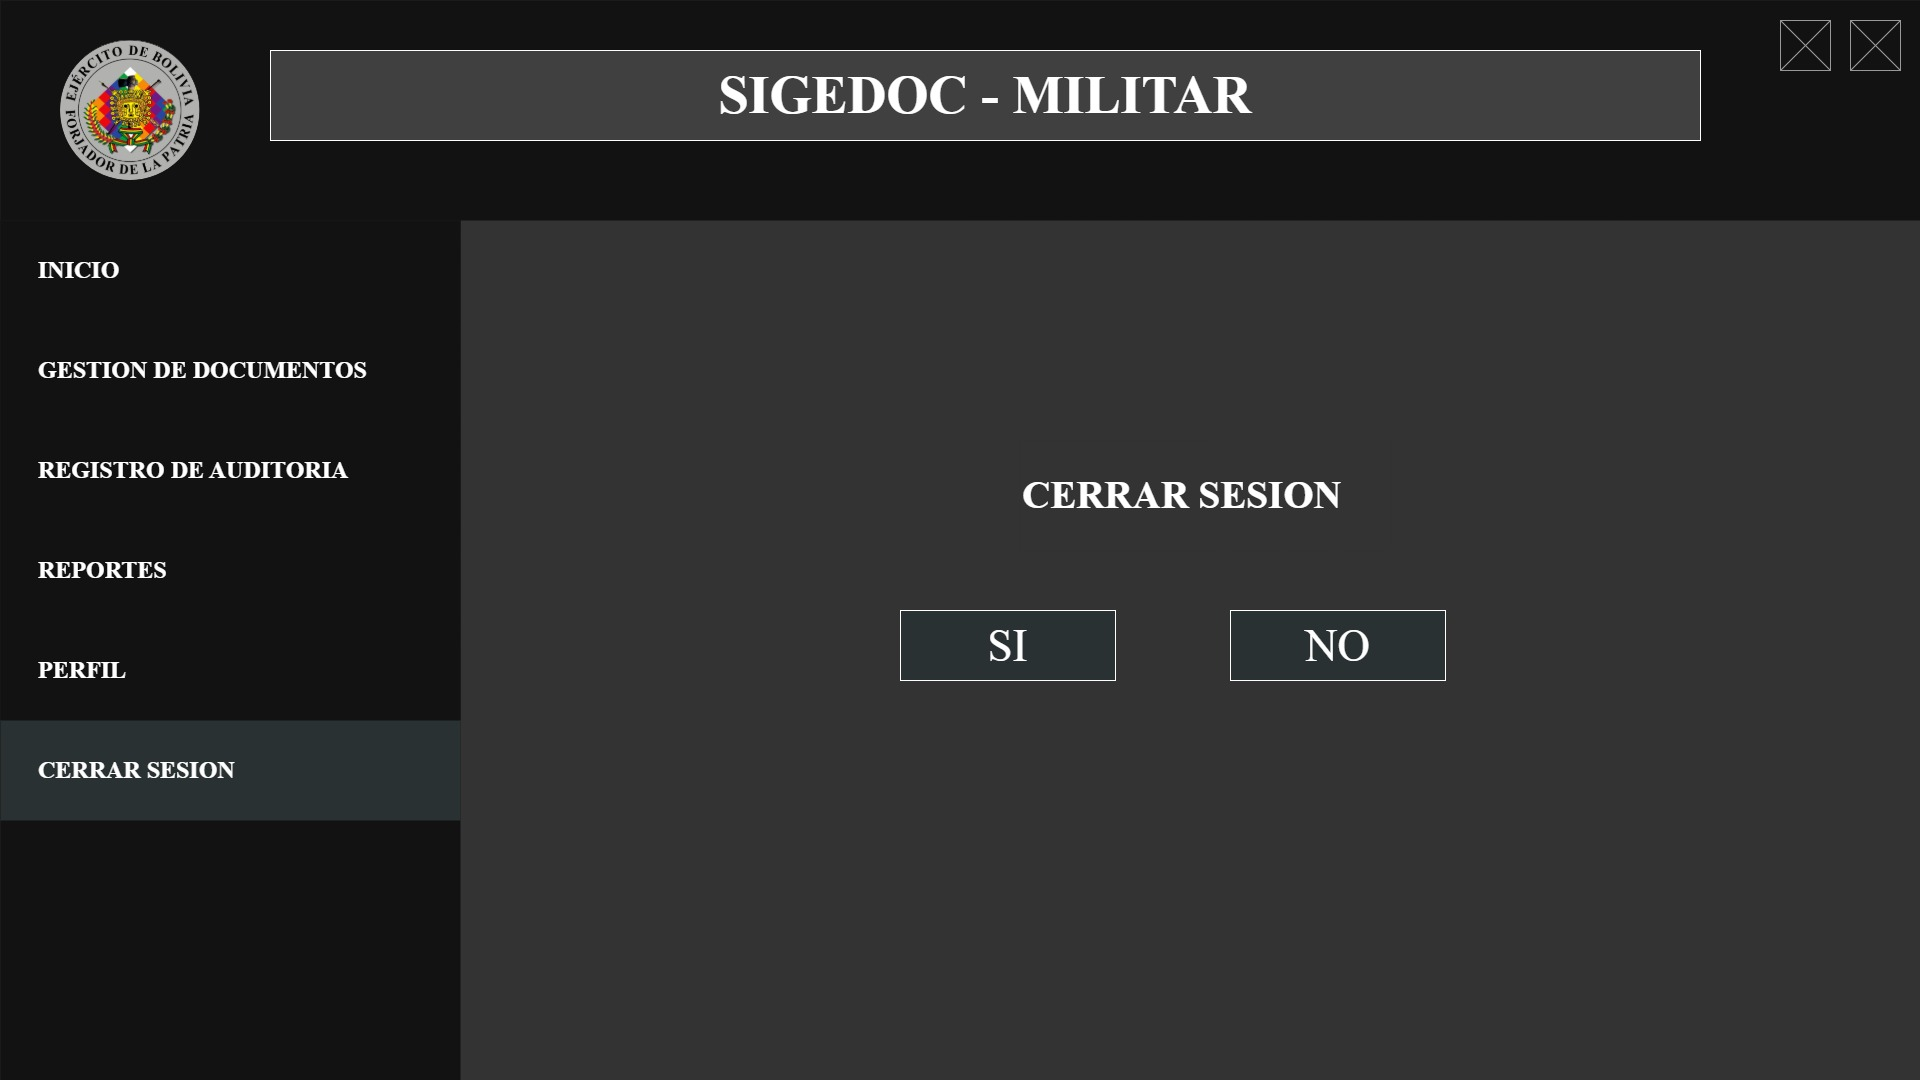 EJÉRCITO DE BOLIVIA
FORJADOR DE LA PATRIA
SIGEDOC - MILITAR
INICIO
GESTION DE DOCUMENTOS
REGISTRO DE AUDITORIA
REPORTES
PERFIL
CERRAR SESION
CERRAR SESION
SI
NO